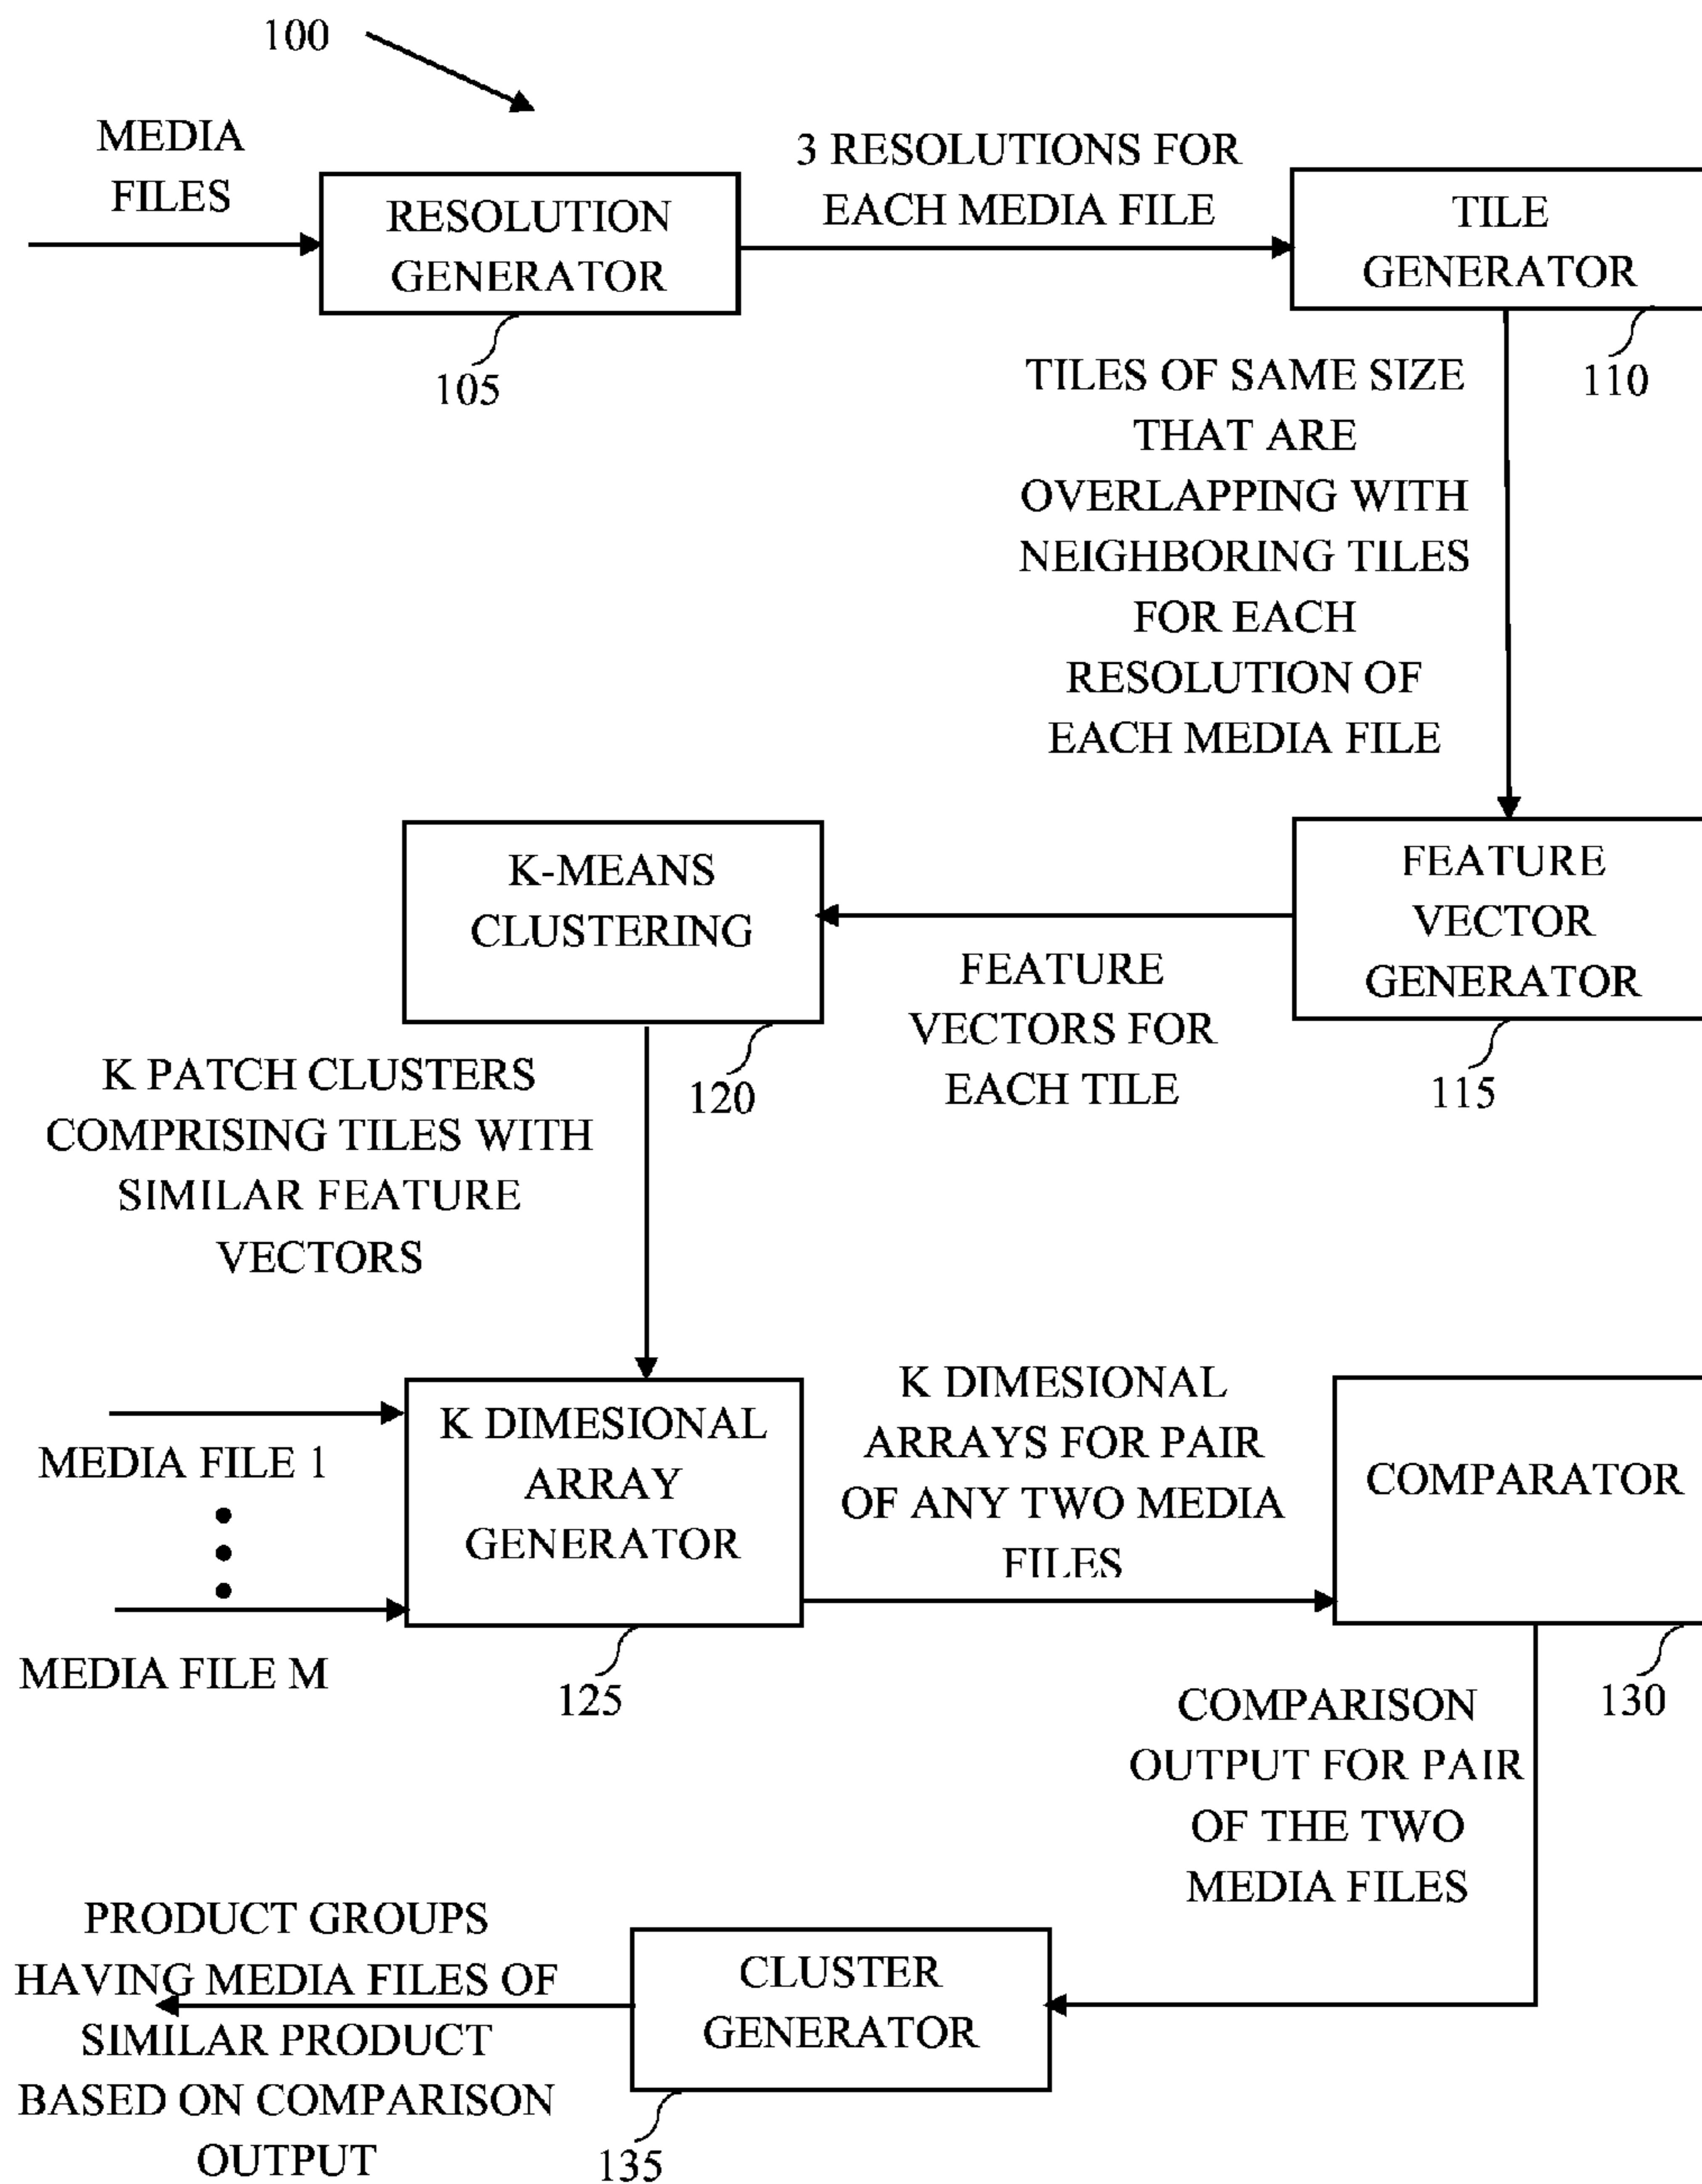 100
MEDIA
FILES
RESOLUTION
GENERATOR
105
3 RESOLUTIONS FOR
EACH MEDIA FILE
TILE
GENERATOR
110
TILES OF SAME SIZE
THAT ARE
OVERLAPPING WITH
NEIGHBORING TILES
FOR EACH
RESOLUTION OF
EACH MEDIA FILE
FEATURE
VECTOR
GENERATOR
115
FEATURE
VECTORS FOR
EACH TILE
K-MEANS
CLUSTERING
120
K PATCH CLUSTERS
COMPRISING TILES WITH
SIMILAR FEATURE
VECTORS
MEDIA FILE 1
MEDIA FILE M
K DIMESIONAL
ARRAY
GENERATOR
125
K DIMESIONAL
ARRAYS FOR PAIR
OF ANY TWO MEDIA
FILES
COMPARATOR
130
COMPARISON
OUTPUT FOR PAIR
OF THE TWO
MEDIA FILES
CLUSTER
GENERATOR
135
PRODUCT GROUPS
HAVING MEDIA FILES OF
SIMILAR PRODUCT
BASED ON COMPARISON
OUTPUT